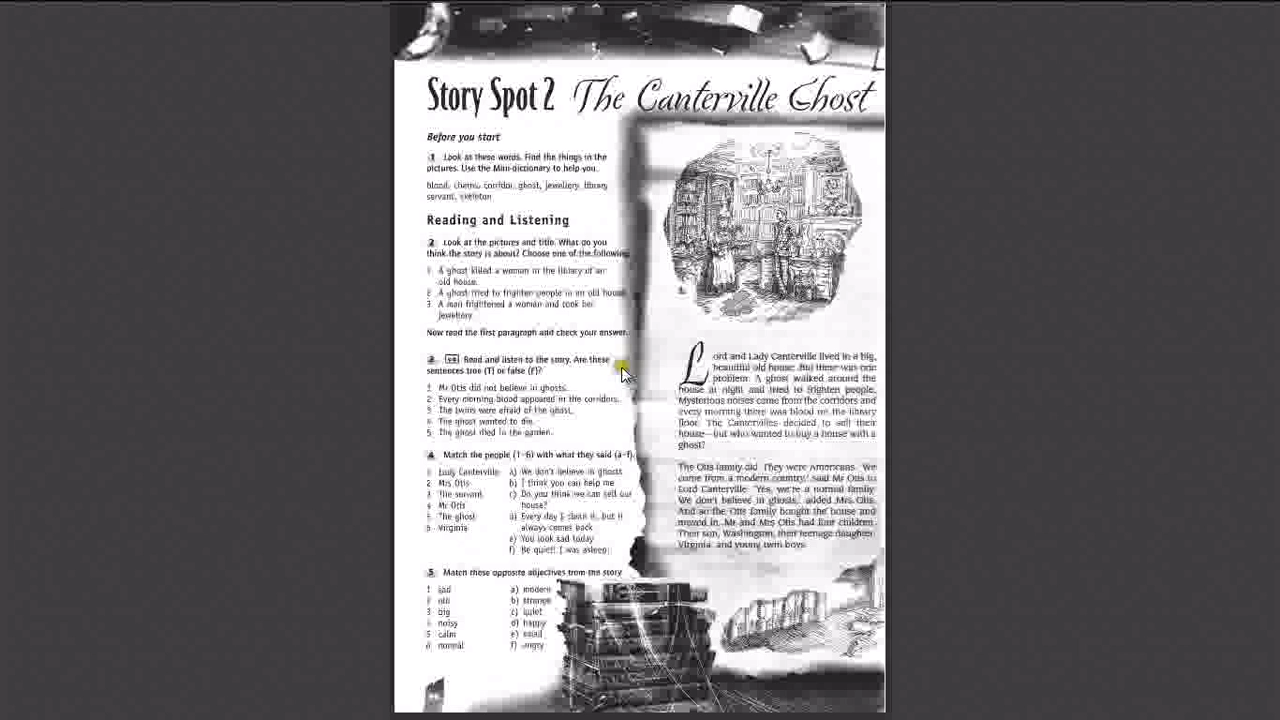 Story Spot 2 The Canterville Ghost
Before you start
1 Look at these words. Find the things in the
pictures. Use the Mini-dictionary to help you.
blood, chains, corridor, ghost, jewellery, library
servant, skeleton
Reading and Listening
2 Look at the pictures and title. What do you
think the story is about? Choose one of the following
1 A ghost killed a woman in the library of an
old house.
2 A ghost tried to frighten people in an old house
3 A man frightened a woman and took her
jewellery
Now read the first paragraph and check your answer.
3 Read and listen to the story. Are these
sentences true (T) or false (F)?
1 Mr Otis did not believe in ghosts.
2 Every morning blood appeared in the corridors.
3 The twins were afraid of the ghost.
4 The ghost wanted to die.
5 The ghost died in the garden.
4 Match the people (1-6) with what they said (a-f).
1 Lady Canterville a) We don't believe in ghosts
2 Mrs Otis b) I think you can help me
3 The servant c) Do you think we can sell our
4 Mr Otis house?
5 The ghost d) Every day I clean it, but it
6 Virginia always comes back
e) You look sad today
f) Be quiet! I was asleep.
5 Match these opposite adjectives from the story
1 sad a) modern
2 old b) strange
3 big c) quiet
4 noisy d) happy
5 calm e) small
6 normal f) angry
Lord and Lady Canterville lived in a big,
beautiful old house. But there was one
problem. A ghost walked around the
house at night and tried to frighten people.
Mysterious noises came from the corridors and
every morning there was blood on the library
floor. The Cantervilles decided to sell their
house—but who wanted to buy a house with a
ghost?
The Otis family did. They were Americans. 'We
come from a modern country,' said Mr Otis to
Lord Canterville. 'Yes, we're a normal family.
We don't believe in ghosts,' added Mrs Otis.
And so the Otis family bought the house and
moved in. Mr and Mrs Otis had four children.
Their son, Washington, their teenage daughter,
Virginia, and young twin boys.